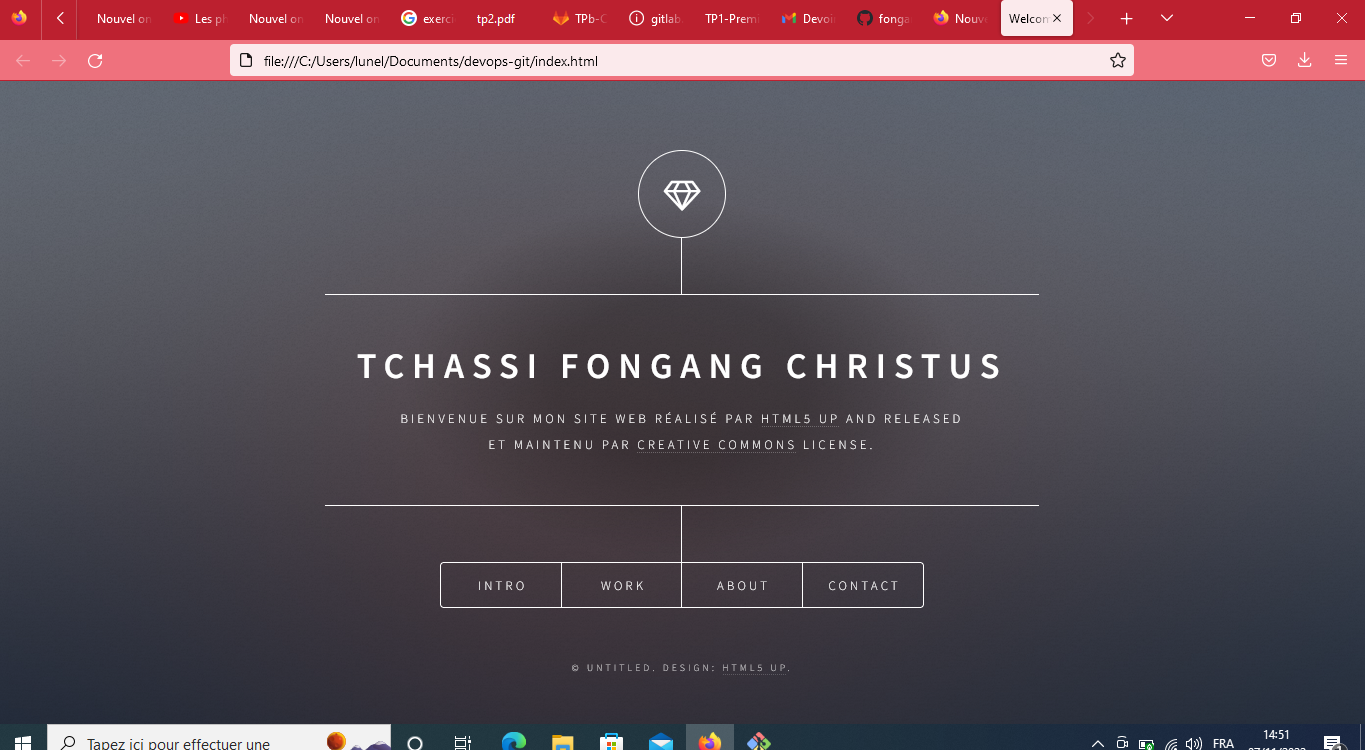 Nouvel on
Les ph
Nouvel on
Nouvel on
exerci
tp2.pdf
TPb-C
gitlab.
TP1-Premi
Devoi
fonga
Nouve
Welcom
file:///C:/Users/lunel/Documents/devops-git/index.html
TCHASSI FONGANG CHRISTUS
BIENVENUE SUR MON SITE WEB RÉALISÉ PAR HTML5 UP AND RELEASED
ET MAINTENU PAR CREATIVE COMMONS LICENSE.
INTRO
WORK
ABOUT
CONTACT
© UNTITLED. DESIGN: HTML5 UP.
Tapez ici pour effectuer une
FRA
14:51